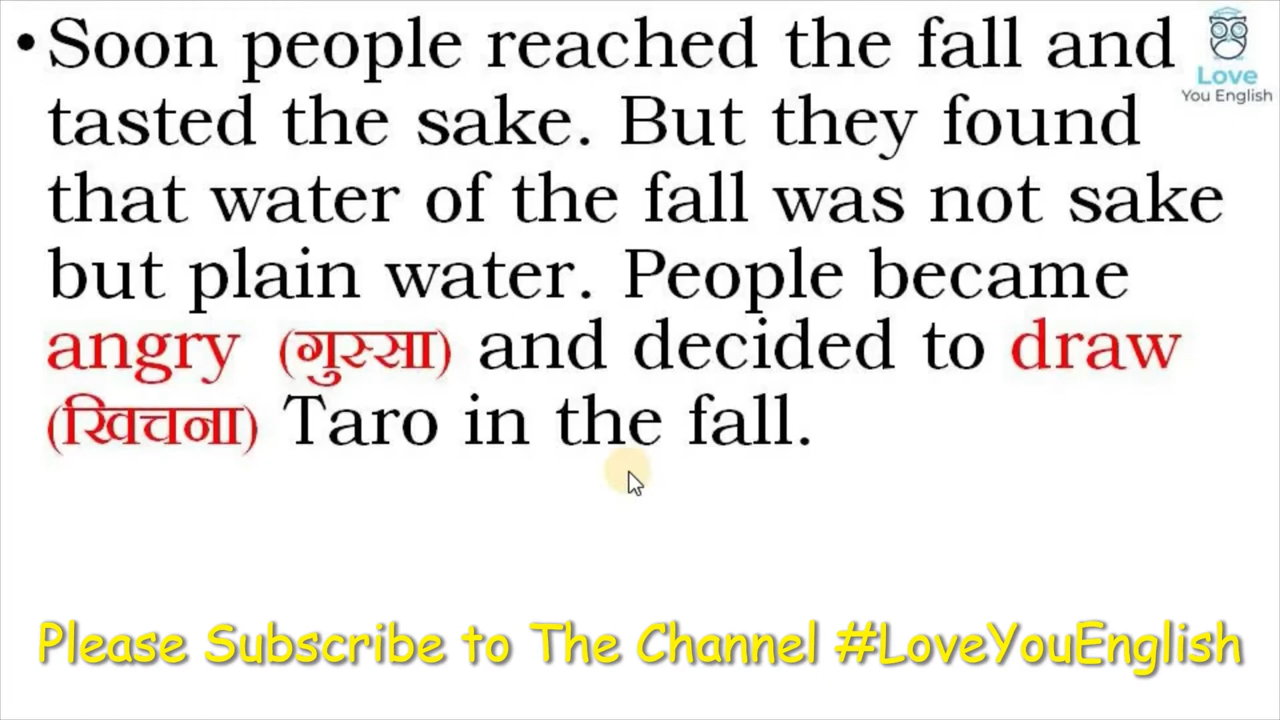 • Soon people reached the fall and
tasted the sake. But they found
that water of the fall was not sake
but plain water. People became
angry (गुस्सा) and decided to draw
(खिचना) Taro in the fall.
Love
You English
Please Subscribe to The Channel #LoveYouEnglish